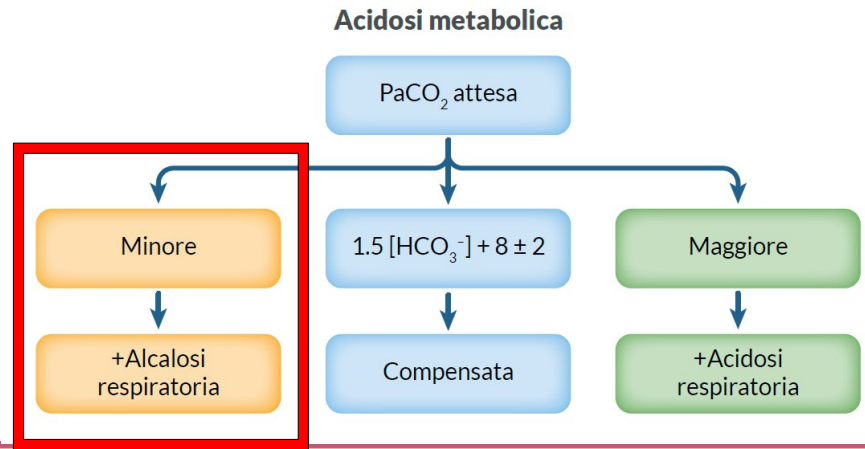 Acidosi metabolica
PaCO₂ attesa
Minore
1.5 [HCO₃⁻] + 8 ± 2
Maggiore
+Alcalosi
respiratoria
Compensata
+Acidosi
respiratoria